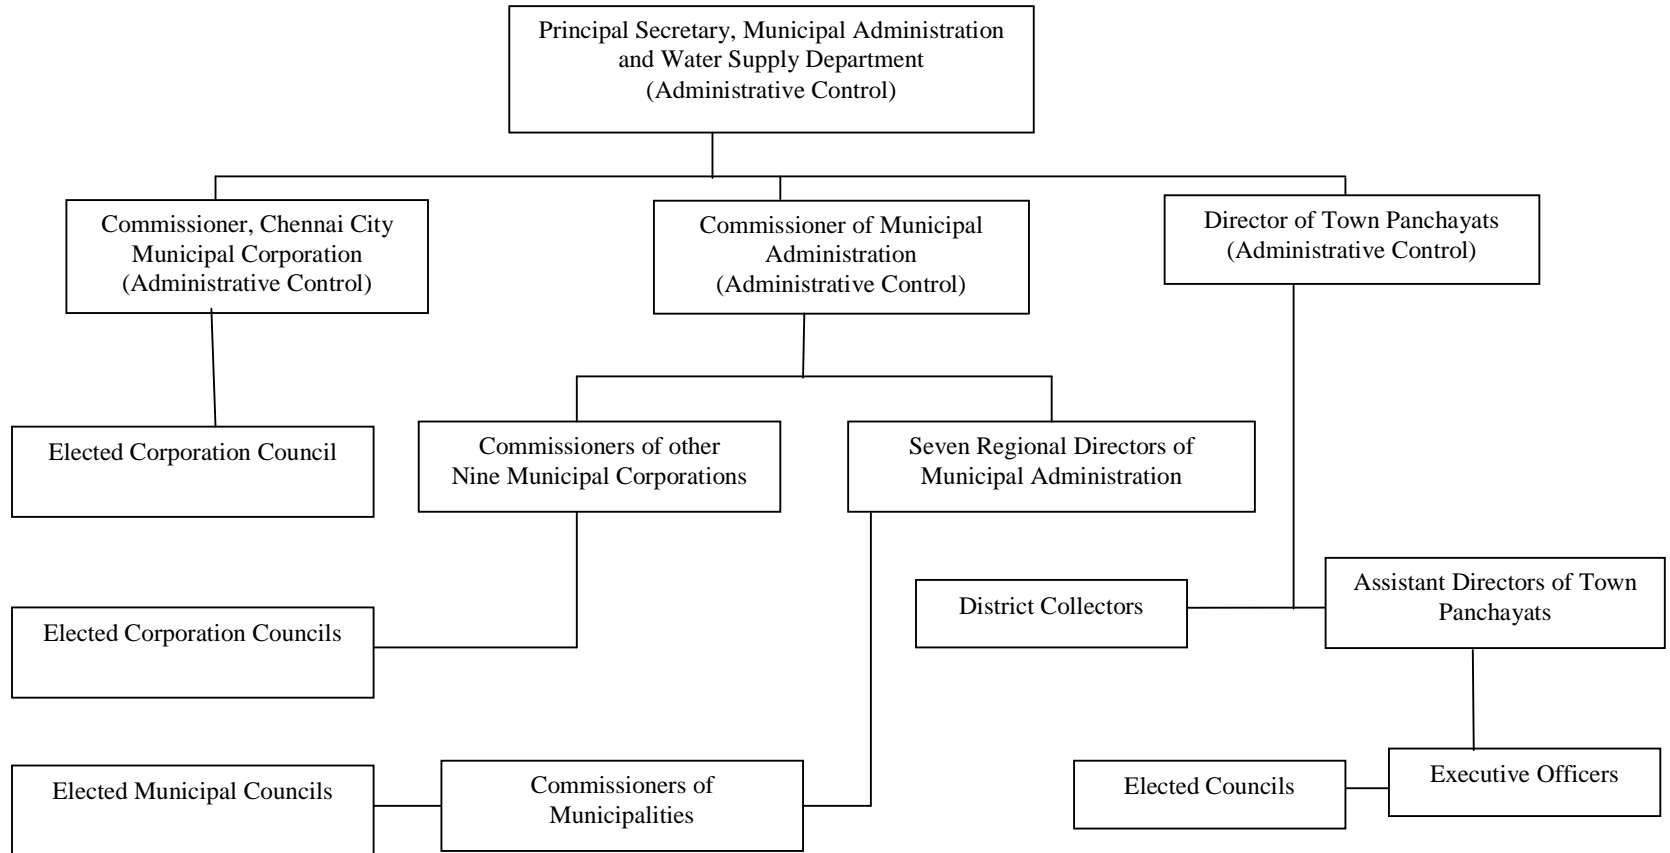 Principal Secretary, Municipal Administration
and Water Supply Department
(Administrative Control)
Commissioner, Chennai City
Municipal Corporation
(Administrative Control)
Commissioner of Municipal
Administration
(Administrative Control)
Director of Town Panchayats
(Administrative Control)
Elected Corporation Council
Commissioners of other
Nine Municipal Corporations
Seven Regional Directors of
Municipal Administration
District Collectors
Assistant Directors of Town
Panchayats
Elected Corporation Councils
Elected Municipal Councils
Commissioners of
Municipalities
Elected Councils
Executive Officers